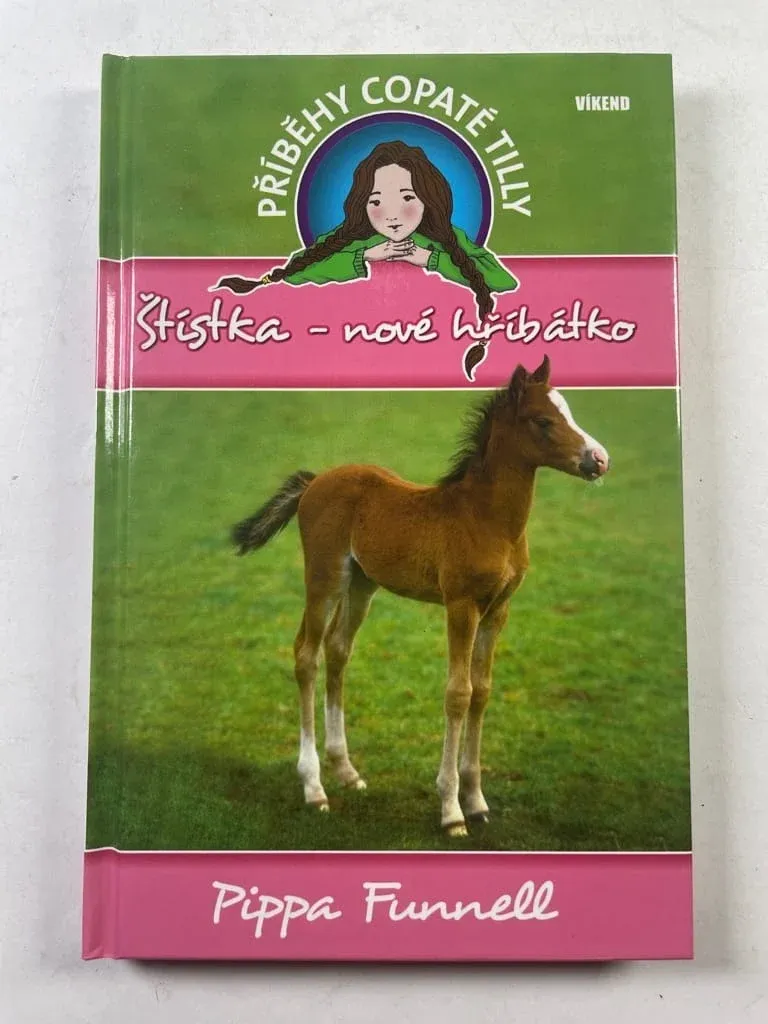 PŘÍBĚHY COPATÉ TILLY
VÍKEND
Štístka - nové hříbátko
Pippa Funnell